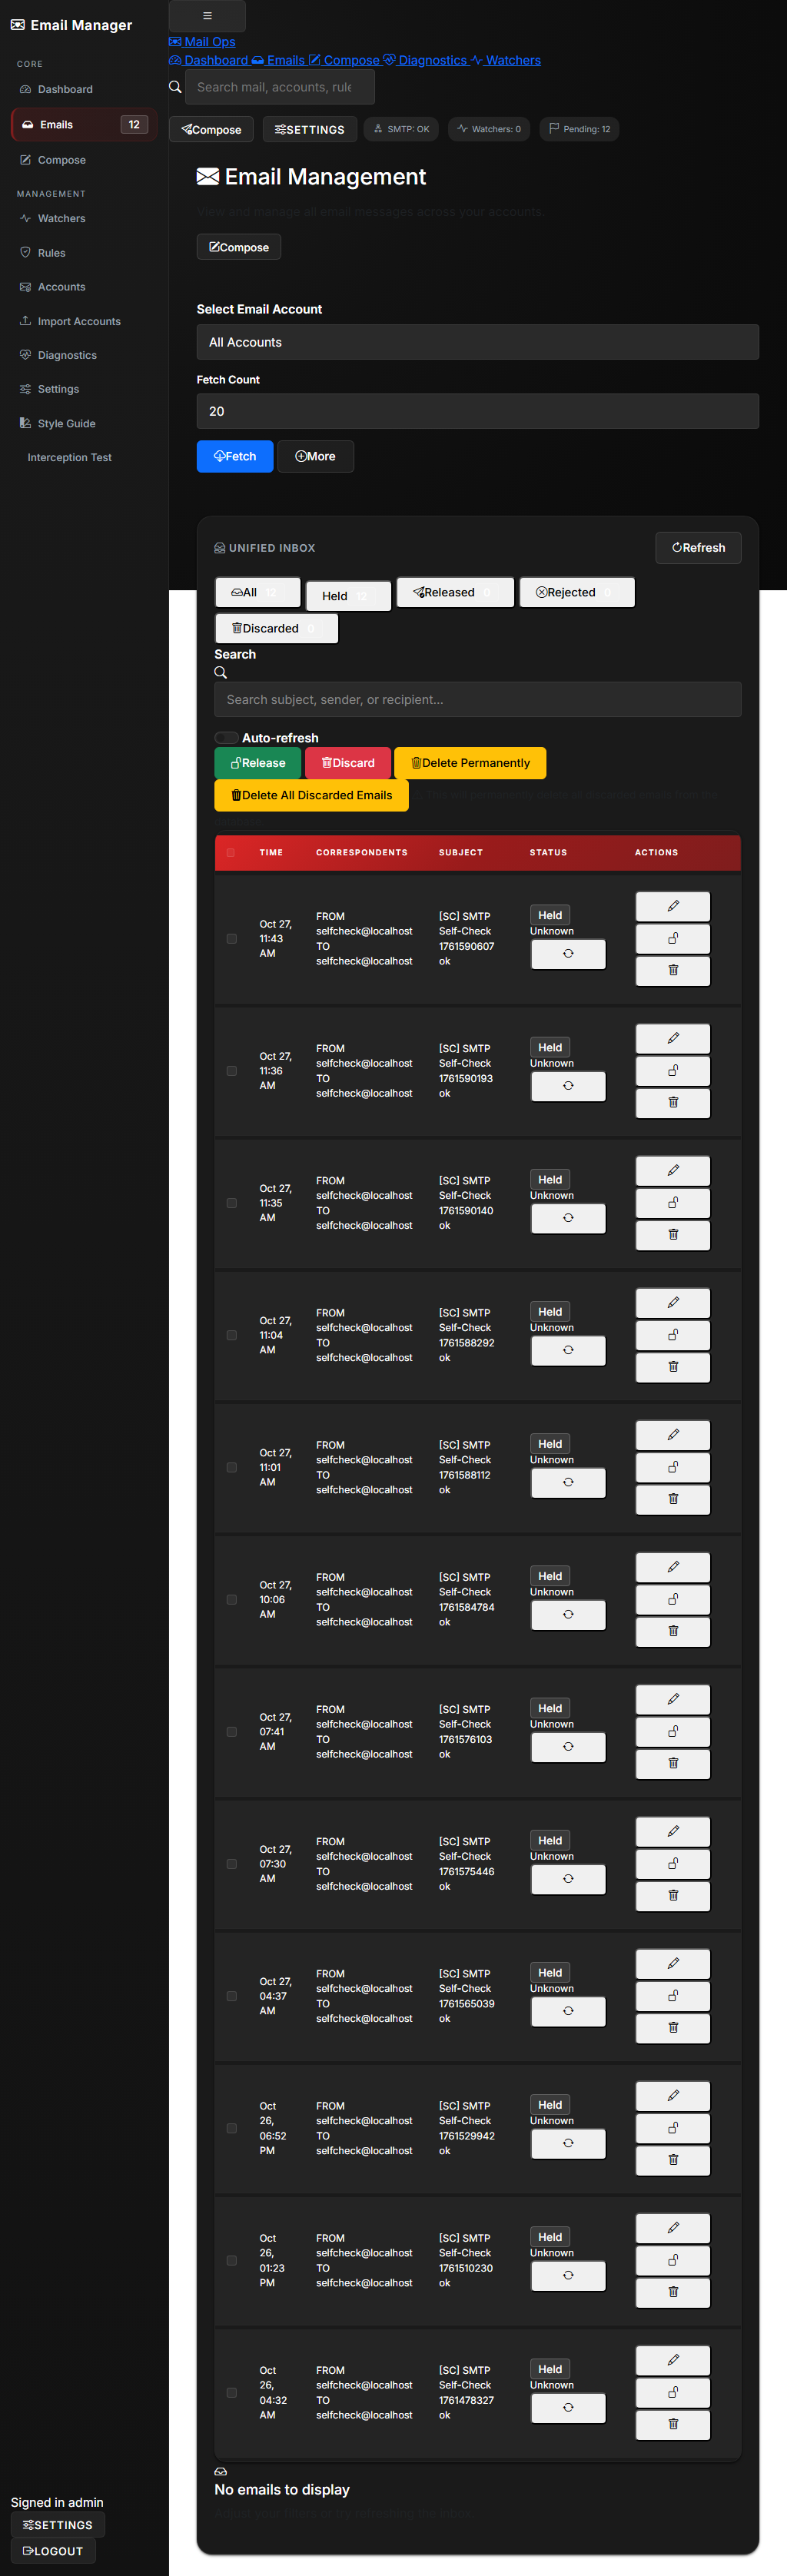 Email Manager
CORE
Dashboard
Emails 12
Compose
MANAGEMENT
Watchers
Rules
Accounts
Import Accounts
Diagnostics
Settings
Style Guide
Interception Test
Signed in admin
SETTINGS
LOGOUT
Mail Ops
Dashboard Emails Compose Diagnostics Watchers
Search mail, accounts, rule
Compose SETTINGS SMTP: OK Watchers: 0 Pending: 12
Email Management
View and manage all email messages across your accounts.
Compose
Select Email Account
All Accounts
Fetch Count
20
Fetch More
UNIFIED INBOX Refresh
All 12 Held 12 Released 0 Rejected 0
Discarded 0
Search
Search subject, sender, or recipient...
Auto-refresh
Release Discard Delete Permanently
Delete All Discarded Emails
TIME CORRESPONDENTS SUBJECT STATUS ACTIONS
Oct 27, 11:43 AM FROM selfcheck@localhost TO selfcheck@localhost [SC] SMTP Self-Check 1761590607 ok Held Unknown
Oct 27, 11:36 AM FROM selfcheck@localhost TO selfcheck@localhost [SC] SMTP Self-Check 1761590193 ok Held Unknown
Oct 27, 11:35 AM FROM selfcheck@localhost TO selfcheck@localhost [SC] SMTP Self-Check 1761590140 ok Held Unknown
Oct 27, 11:04 AM FROM selfcheck@localhost TO selfcheck@localhost [SC] SMTP Self-Check 1761588292 ok Held Unknown
Oct 27, 11:01 AM FROM selfcheck@localhost TO selfcheck@localhost [SC] SMTP Self-Check 1761588112 ok Held Unknown
Oct 27, 10:06 AM FROM selfcheck@localhost TO selfcheck@localhost [SC] SMTP Self-Check 1761584784 ok Held Unknown
Oct 27, 07:41 AM FROM selfcheck@localhost TO selfcheck@localhost [SC] SMTP Self-Check 1761576103 ok Held Unknown
Oct 27, 07:30 AM FROM selfcheck@localhost TO selfcheck@localhost [SC] SMTP Self-Check 1761575446 ok Held Unknown
Oct 27, 04:37 AM FROM selfcheck@localhost TO selfcheck@localhost [SC] SMTP Self-Check 1761565039 ok Held Unknown
Oct 26, 06:52 PM FROM selfcheck@localhost TO selfcheck@localhost [SC] SMTP Self-Check 1761529942 ok Held Unknown
Oct 26, 01:23 PM FROM selfcheck@localhost TO selfcheck@localhost [SC] SMTP Self-Check 1761510230 ok Held Unknown
Oct 26, 04:32 AM FROM selfcheck@localhost TO selfcheck@localhost [SC] SMTP Self-Check 1761478327 ok Held Unknown
No emails to display